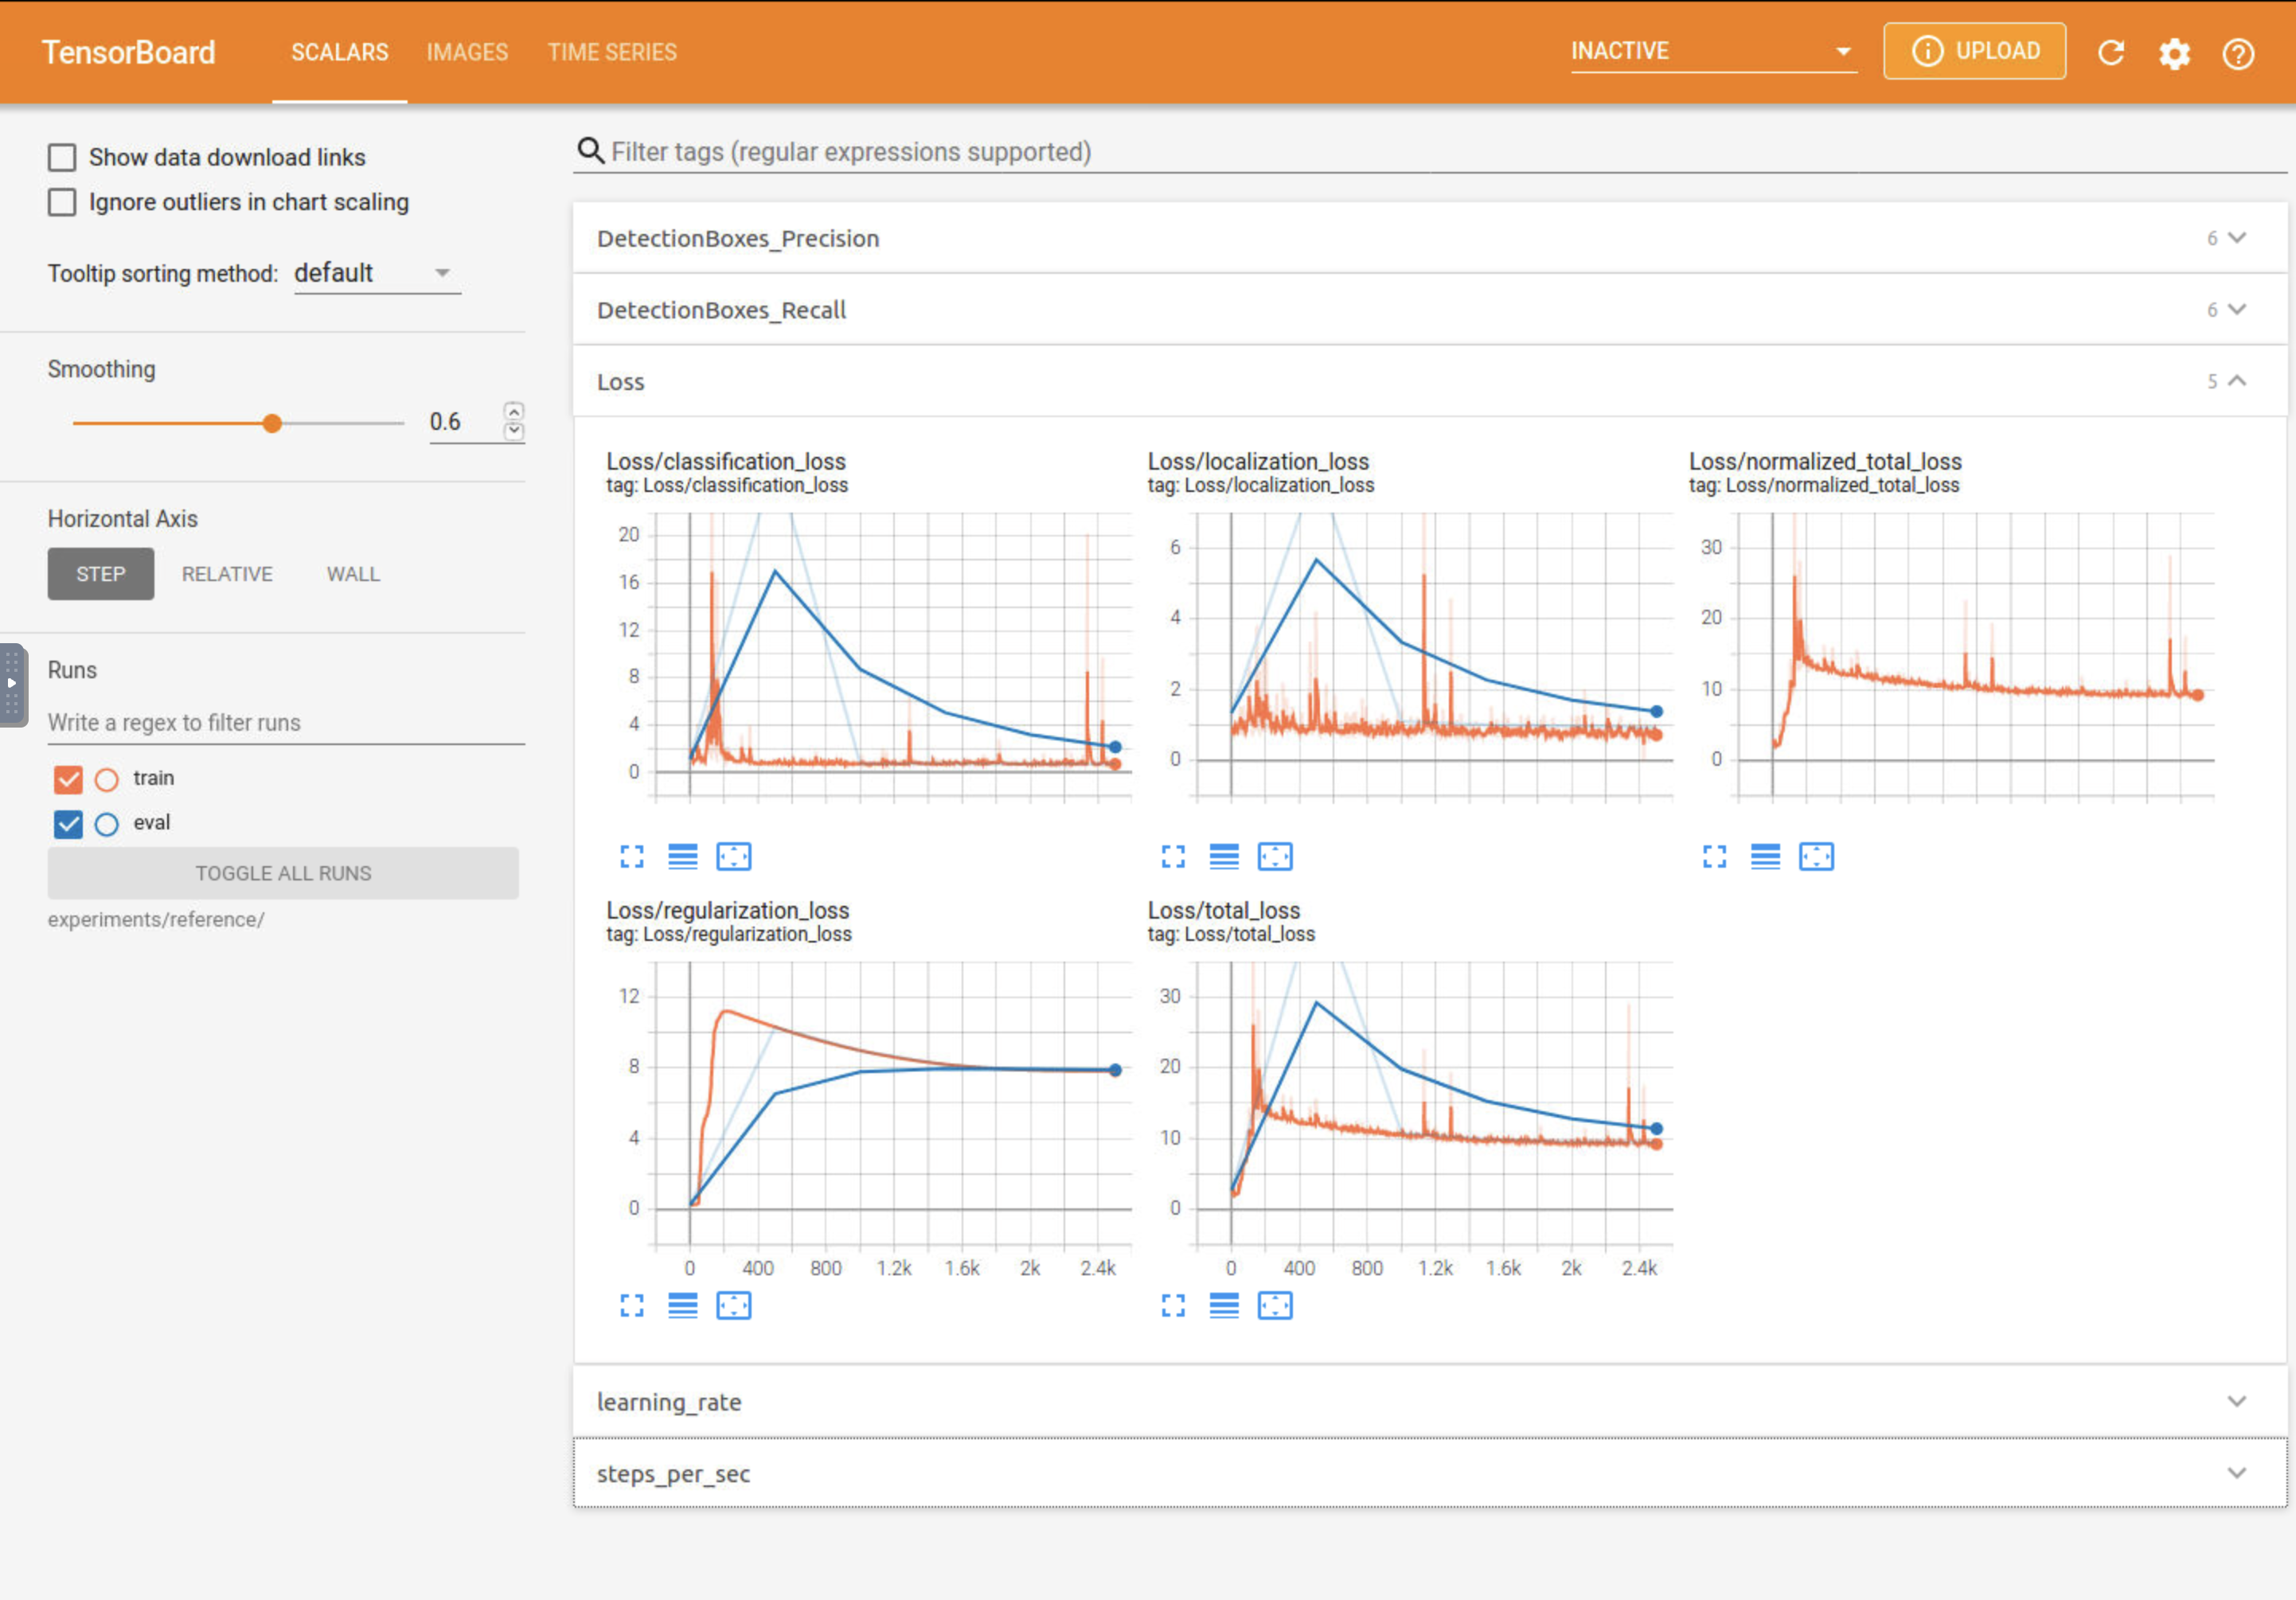 TensorBoard SCALARS IMAGES TIME SERIES INACTIVE UPLOAD
Show data download links
Ignore outliers in chart scaling
Tooltip sorting method: default
Smoothing
0.6
Horizontal Axis
STEP RELATIVE WALL
Runs
Write a regex to filter runs
train
eval
TOGGLE ALL RUNS
experiments/reference/
Filter tags (regular expressions supported)
DetectionBoxes_Precision 6
DetectionBoxes_Recall 6
Loss 5
Loss/classification_loss
tag: Loss/classification_loss
20
16
12
8
4
0
Loss/localization_loss
tag: Loss/localization_loss
6
4
2
0
Loss/normalized_total_loss
tag: Loss/normalized_total_loss
30
20
10
0
Loss/regularization_loss
tag: Loss/regularization_loss
12
8
4
0
0 400 800 1.2k 1.6k 2k 2.4k
Loss/total_loss
tag: Loss/total_loss
30
20
10
0
0 400 800 1.2k 1.6k 2k 2.4k
learning_rate
steps_per_sec